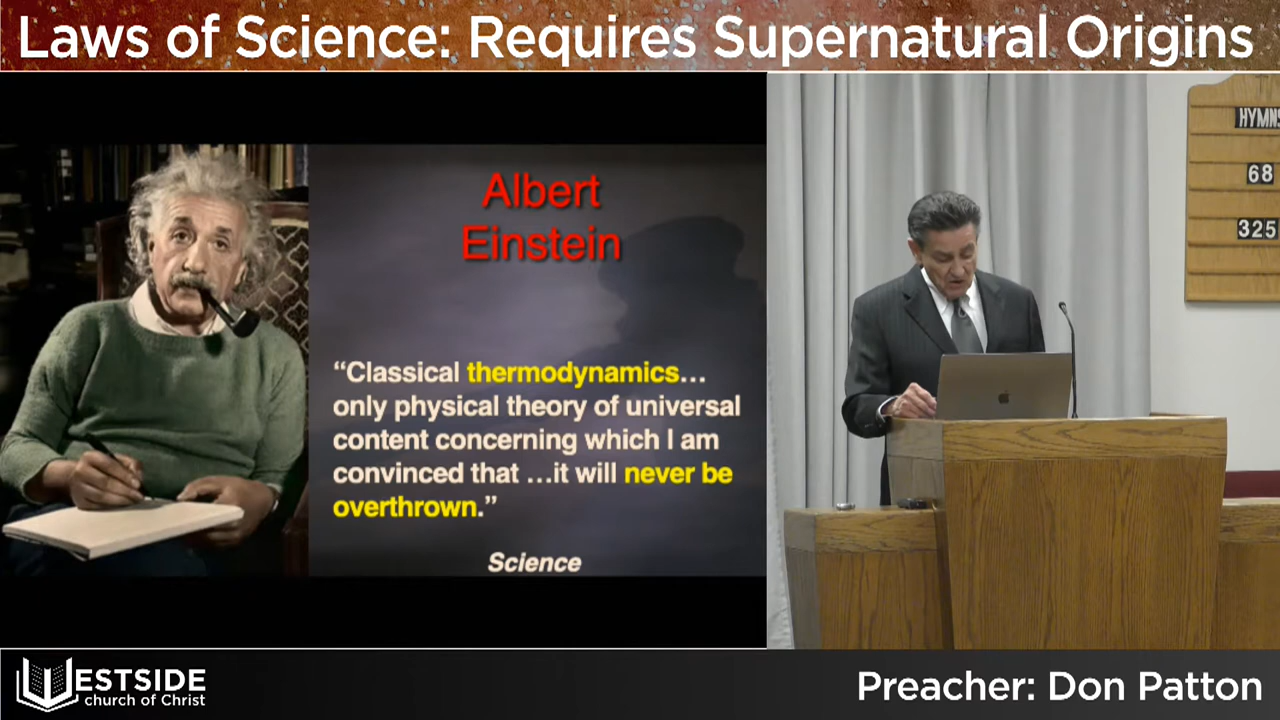 Laws of Science: Requires Supernatural Origins
Albert
Einstein
“Classical thermodynamics…
only physical theory of universal
content concerning which I am
convinced that …it will never be
overthrown.”
Science
HYMNS
68
325
WESTSIDE
church of Christ
Preacher: Don Patton